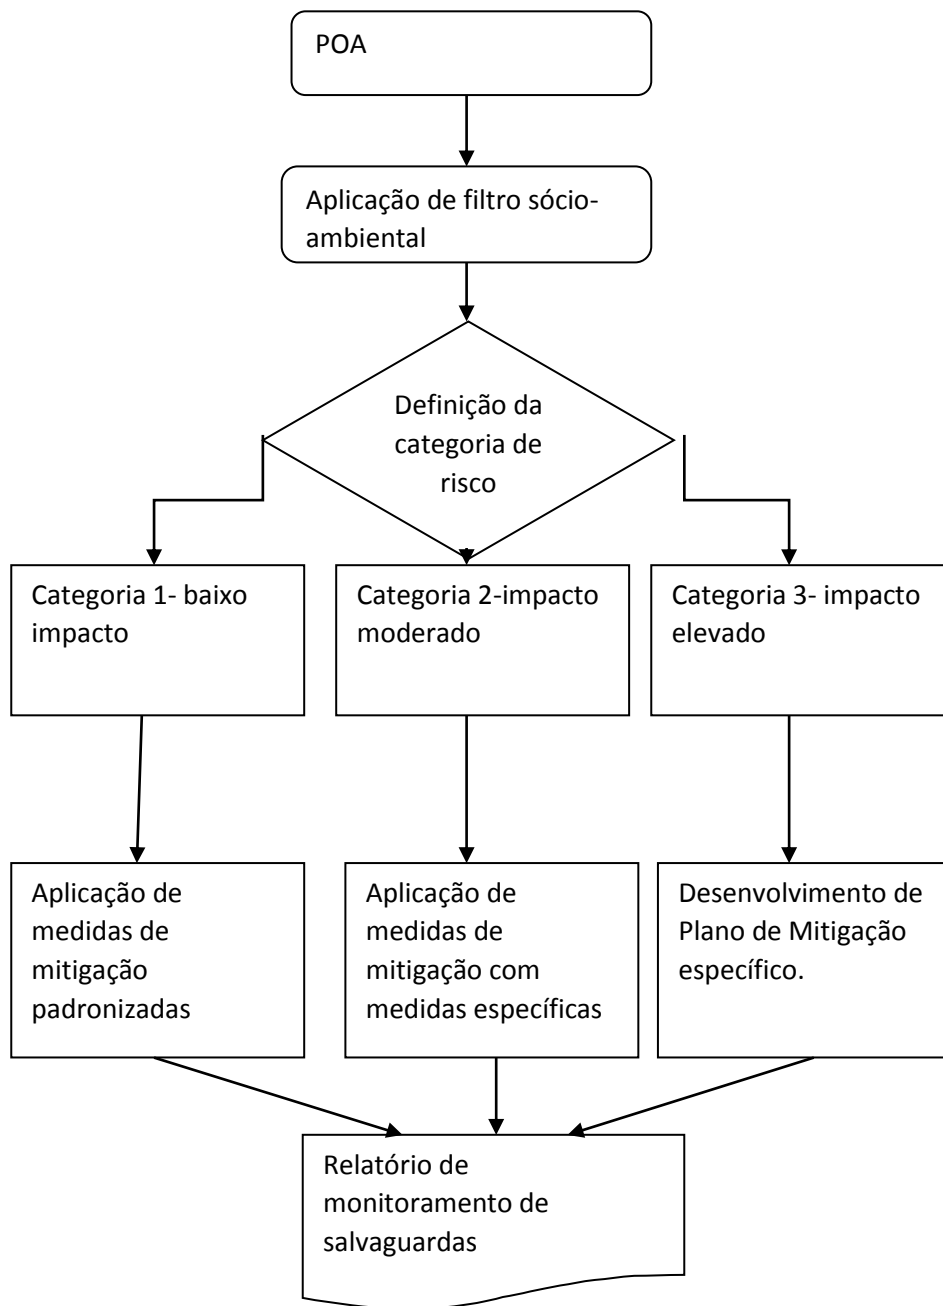 POA
Aplicação de filtro sócio-
ambiental
Definição da
categoria de
risco
Categoria 1- baixo
impacto
Categoria 2-impacto
moderado
Categoria 3- impacto
elevado
Aplicação de
medidas de
mitigação
padronizadas
Aplicação de
medidas de
mitigação com
medidas específicas
Desenvolvimento de
Plano de Mitigação
específico.
Relatório de
monitoramento de
salvaguardas